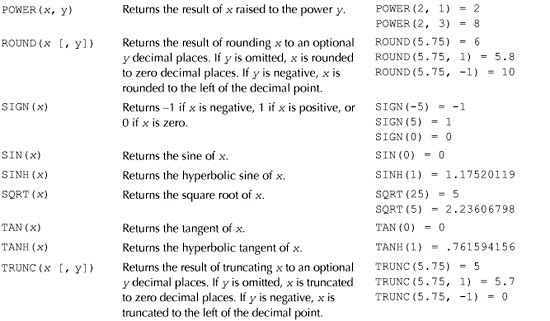 POWER(x, y) Returns the result of x raised to the power y. POWER(2, 1) = 2
POWER(2, 3) = 8
ROUND(x [, y]) Returns the result of rounding x to an optional ROUND(5.75) = 6
y decimal places. If y is omitted, x is rounded ROUND(5.75, 1) = 5.8
to zero decimal places. If y is negative, x is ROUND(5.75, -1) = 10
rounded to the left of the decimal point.
SIGN(x) Returns –1 if x is negative, 1 if x is positive, or SIGN(-5) = -1
0 if x is zero. SIGN(5) = 1
SIGN(0) = 0
SIN(x) Returns the sine of x. SIN(0) = 0
SINH(x) Returns the hyperbolic sine of x. SINH(1) = 1.17520119
SQRT(x) Returns the square root of x. SQRT(25) = 5
SQRT(5) = 2.23606798
TAN(x) Returns the tangent of x. TAN(0) = 0
TANH(x) Returns the hyperbolic tangent of x. TANH(1) = .761594156
TRUNC(x [, y]) Returns the result of truncating x to an optional TRUNC(5.75) = 5
y decimal places. If y is omitted, x is truncated TRUNC(5.75, 1) = 5.7
to zero decimal places. If y is negative, x is TRUNC(5.75, -1) = 0
truncated to the left of the decimal point.